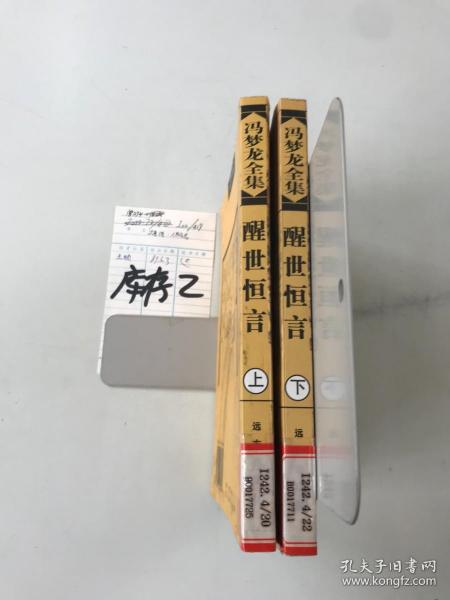 库存2
冯梦龙全集
醒世恒言
上
远
I242.4/20
B0017725
冯梦龙全集
醒世恒言
下
远
I242.4/22
B0017711
孔夫子旧书网
www.kongfz.com